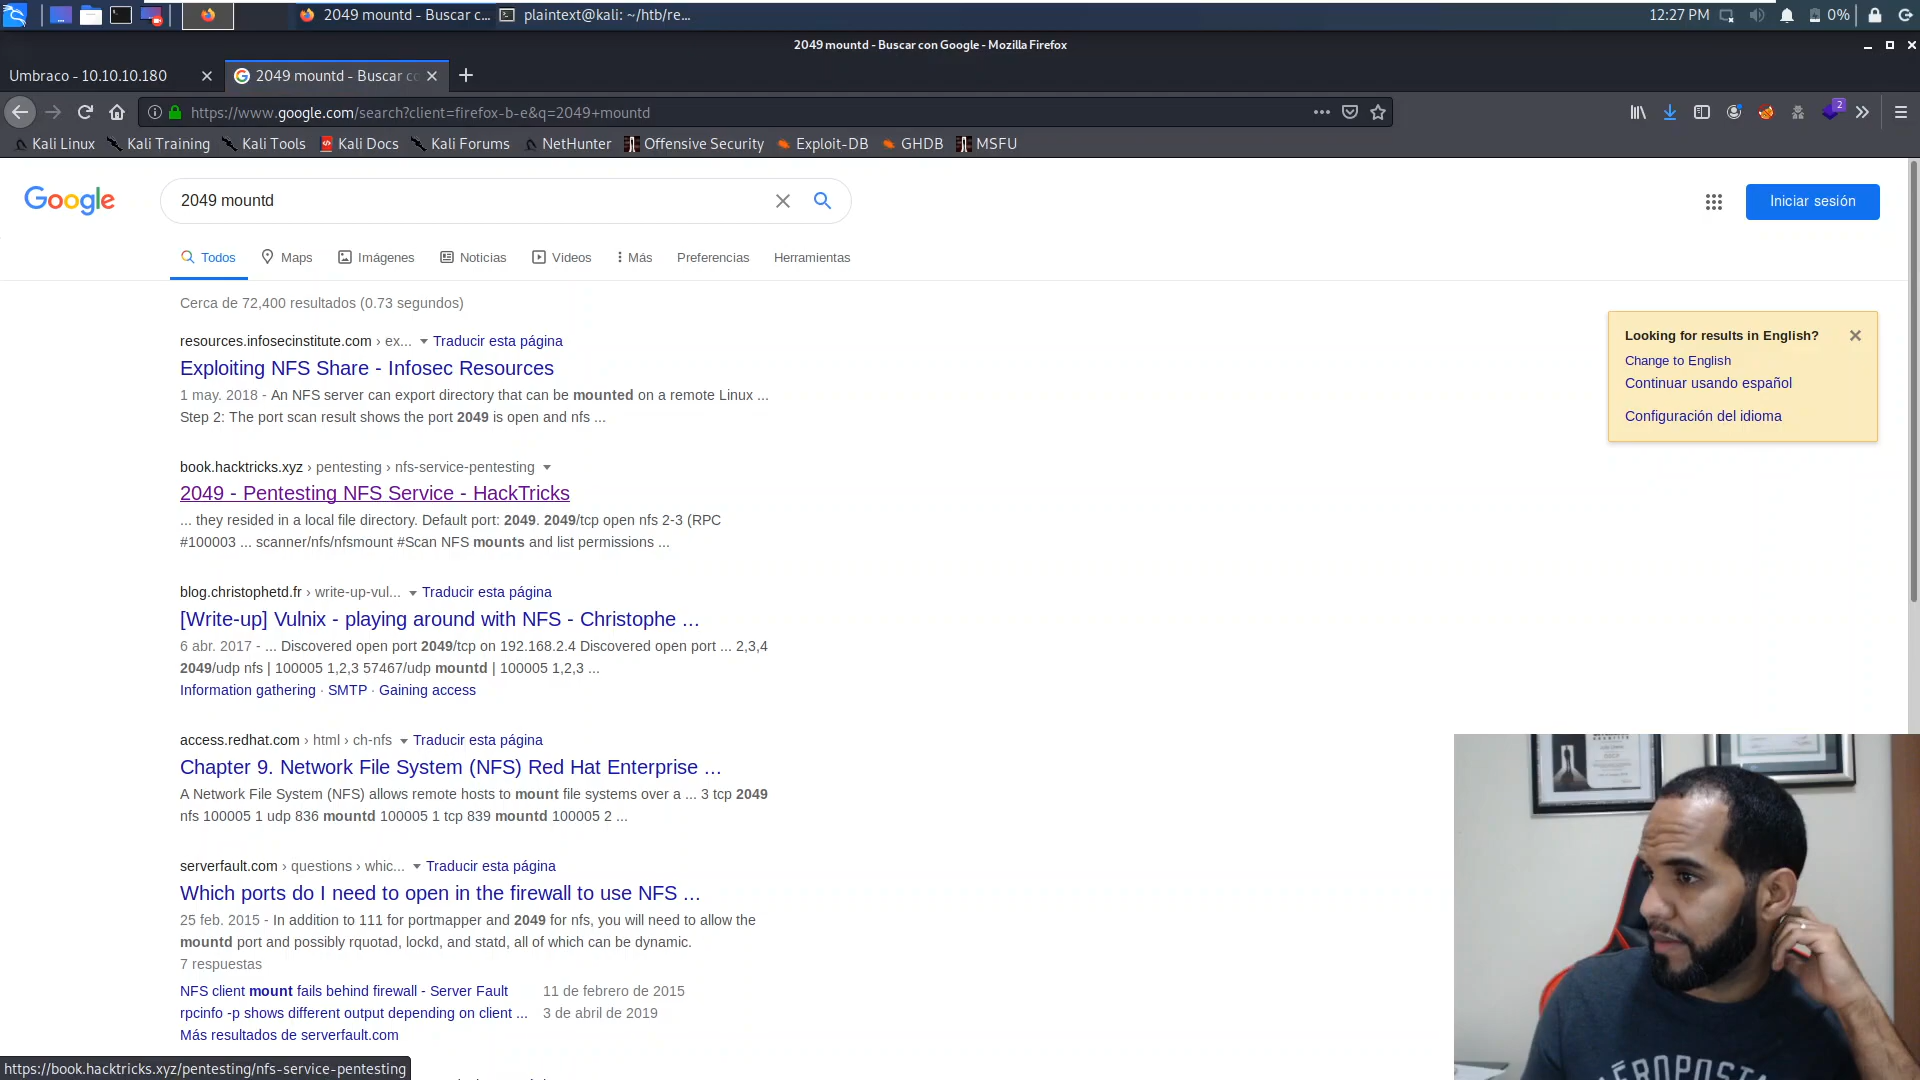 2049 mountd - Buscar c...
plaintext@kali: ~/htb/re...
12:27 PM
0%
2049 mountd - Buscar con Google - Mozilla Firefox
Umbraco - 10.10.10.180
2049 mountd - Buscar co
https://www.google.com/search?client=firefox-b-e&q=2049+mountd
2
Kali Linux
Kali Training
Kali Tools
Kali Docs
Kali Forums
NetHunter
Offensive Security
Exploit-DB
GHDB
MSFU
Google
2049 mountd
Iniciar sesión
Todos
Maps
Imágenes
Noticias
Videos
Más
Preferencias
Herramientas
Cerca de 72,400 resultados (0.73 segundos)
resources.infosecinstitute.com › ex... Traducir esta página
Exploiting NFS Share - Infosec Resources
1 may. 2018 - An NFS server can export directory that can be mounted on a remote Linux ...
Step 2: The port scan result shows the port 2049 is open and nfs ...
book.hacktricks.xyz › pentesting › nfs-service-pentesting
2049 - Pentesting NFS Service - HackTricks
... they resided in a local file directory. Default port: 2049. 2049/tcp open nfs 2-3 (RPC
#100003 ... scanner/nfs/nfsmount #Scan NFS mounts and list permissions ...
blog.christophetd.fr › write-up-vul... Traducir esta página
[Write-up] Vulnix - playing around with NFS - Christophe ...
6 abr. 2017 - ... Discovered open port 2049/tcp on 192.168.2.4 Discovered open port ... 2,3,4
2049/udp nfs | 100005 1,2,3 57467/udp mountd | 100005 1,2,3 ...
Information gathering · SMTP · Gaining access
access.redhat.com › html › ch-nfs Traducir esta página
Chapter 9. Network File System (NFS) Red Hat Enterprise ...
A Network File System (NFS) allows remote hosts to mount file systems over a ... 3 tcp 2049
nfs 100005 1 udp 836 mountd 100005 1 tcp 839 mountd 100005 2 ...
serverfault.com › questions › whic... Traducir esta página
Which ports do I need to open in the firewall to use NFS ...
25 feb. 2015 - In addition to 111 for portmapper and 2049 for nfs, you will need to allow the
mountd port and possibly rquotad, lockd, and statd, all of which can be dynamic.
7 respuestas
NFS client mount fails behind firewall - Server Fault 11 de febrero de 2015
rpcinfo -p shows different output depending on client ... 3 de abril de 2019
Más resultados de serverfault.com
Looking for results in English?
Change to English
Continuar usando español
Configuración del idioma
https://book.hacktricks.xyz/pentesting/nfs-service-pentesting